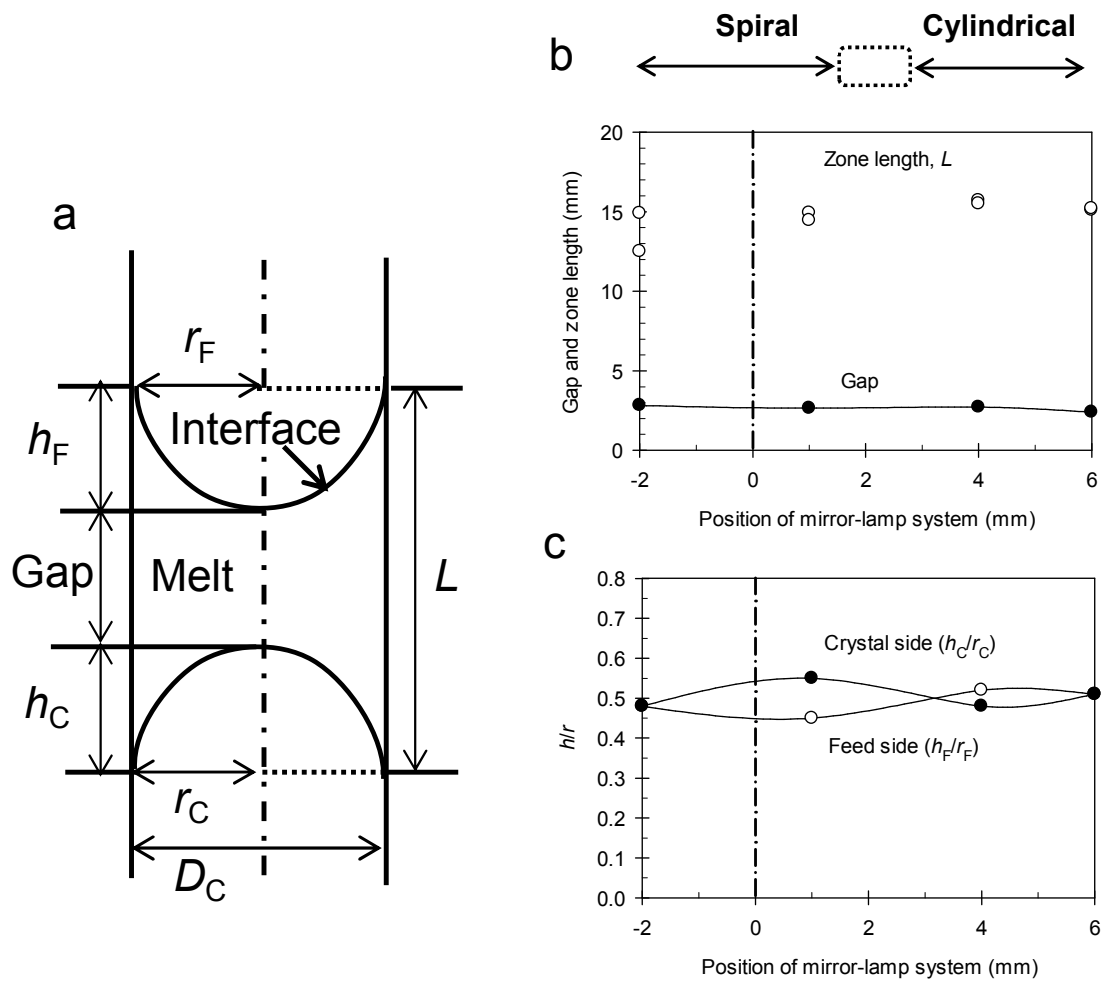 a
r_F
Interface
h_F
Gap
Melt
L
h_C
r_C
D_C
b
Spiral
Cylindrical
20
15
10
5
0
Gap and zone length (mm)
Zone length, L
Gap
-2 0 2 4 6
Position of mirror-lamp system (mm)
c
0.8
0.7
0.6
0.5
0.4
0.3
0.2
0.1
0.0
h/r
Crystal side (h_C/r_C)
Feed side (h_F/r_F)
-2 0 2 4 6
Position of mirror-lamp system (mm)